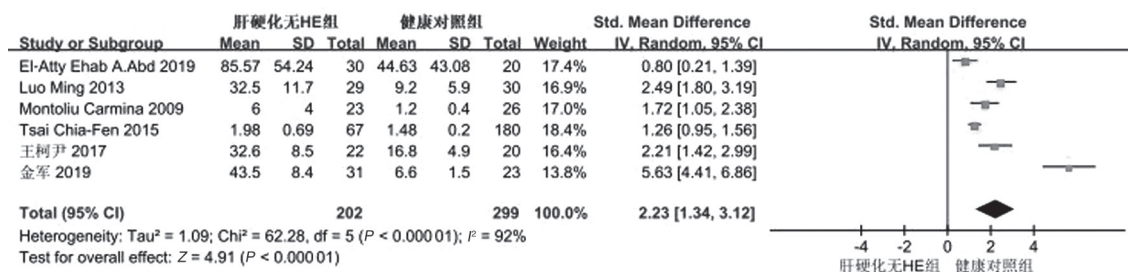 肝硬化无HE组 健康对照组 Std. Mean Difference Std. Mean Difference
Study or Subgroup Mean SD Total Mean SD Total Weight IV, Random, 95% CI IV, Random, 95% CI
El-Atty Ehab A.Abd 2019 85.57 54.24 30 44.63 43.08 20 17.4% 0.80 [0.21, 1.39]
Luo Ming 2013 32.5 11.7 29 9.2 5.9 30 16.9% 2.49 [1.80, 3.19]
Montoliu Carmina 2009 6 4 23 1.2 0.4 26 17.0% 1.72 [1.05, 2.38]
Tsai Chia-Fen 2015 1.98 0.69 67 1.48 0.2 180 18.4% 1.26 [0.95, 1.56]
王柯尹 2017 32.6 8.5 22 16.8 4.9 20 16.4% 2.21 [1.42, 2.99]
金军 2019 43.5 8.4 31 6.6 1.5 23 13.8% 5.63 [4.41, 6.86]
Total (95% CI) 202 299 100.0% 2.23 [1.34, 3.12]
Heterogeneity: Tau² = 1.09; Chi² = 62.28, df = 5 (P < 0.000 01); I² = 92%
Test for overall effect: Z = 4.91 (P < 0.000 01)
-4 -2 0 2 4
肝硬化无HE组 健康对照组